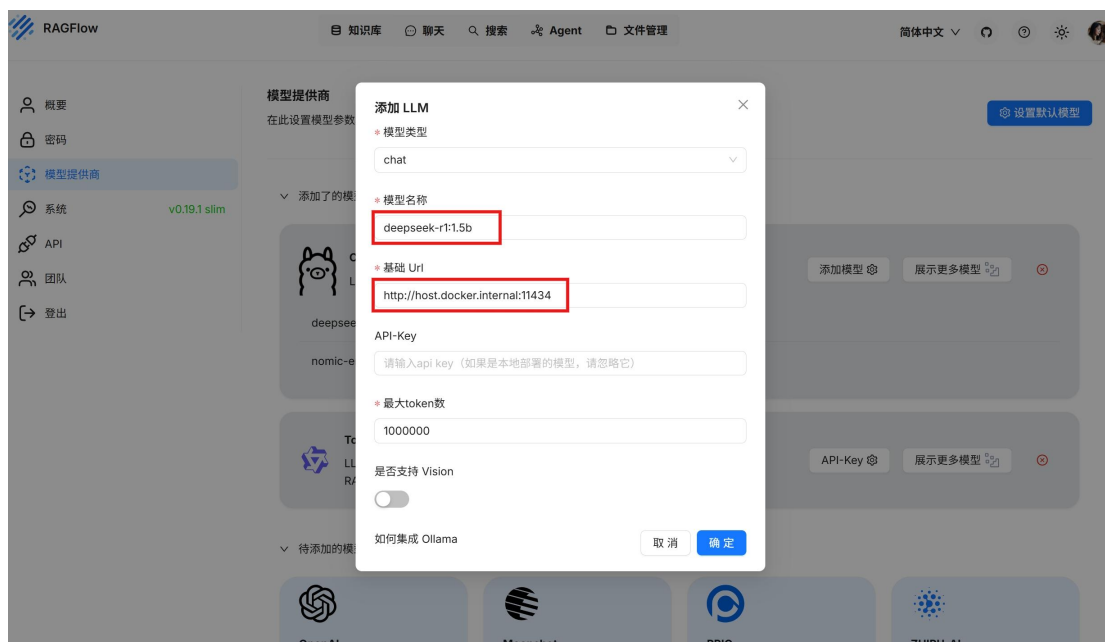 RAGFlow
知识库 聊天 搜索 Agent 文件管理
简体中文
概要
密码
模型提供商
系统 v0.19.1 slim
API
团队
登出
模型提供商
在此设置模型参数
设置默认模型
添加了的模
添加模型 展示更多模型
deepsee
nomic-e
API-Key 展示更多模型
待添加的模
添加 LLM
* 模型类型
chat
* 模型名称
deepseek-r1:1.5b
* 基础 Url
http://host.docker.internal:11434
API-Key
请输入api key（如果是本地部署的模型，请忽略它）
* 最大token数
1000000
是否支持 Vision
如何集成 Ollama
取消 确定